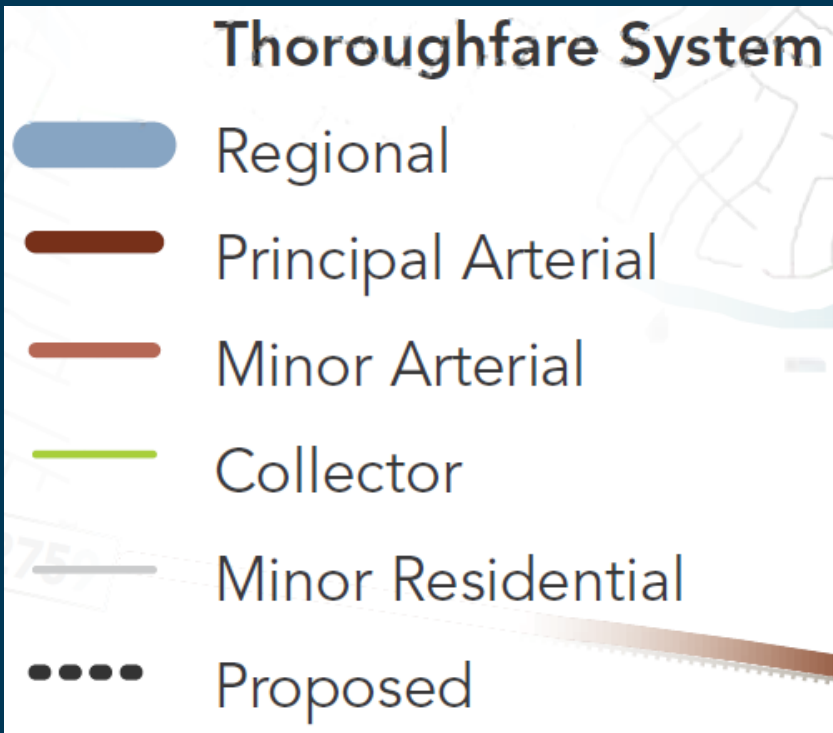 Thoroughfare System
Regional
Principal Arterial
Minor Arterial
Collector
Minor Residential
Proposed